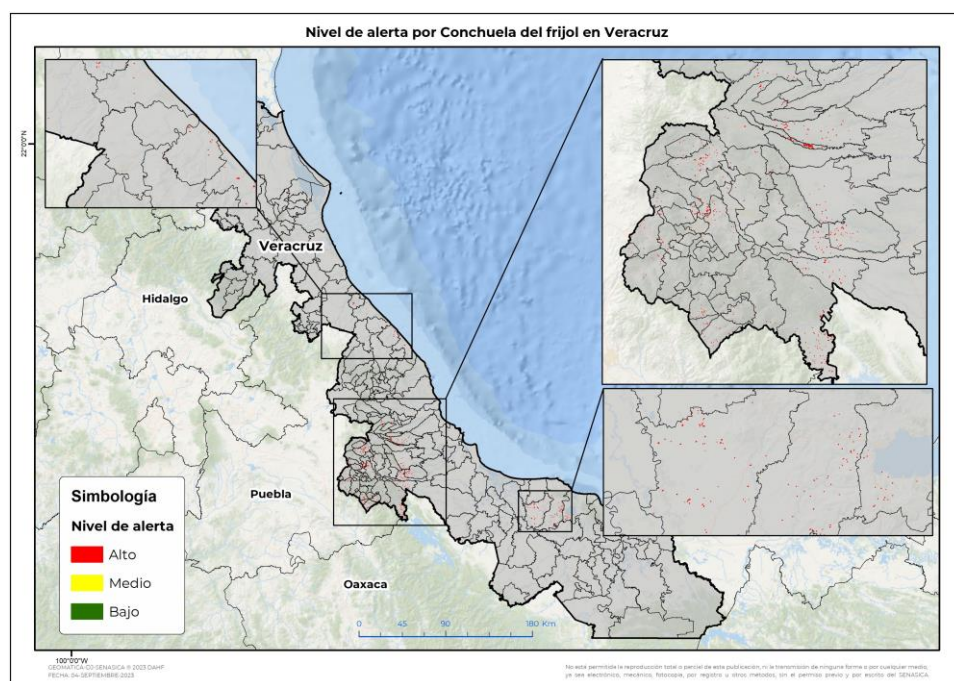 Nivel de alerta por Conchuela del frijol en Veracruz
22°0'0"N
Veracruz
Hidalgo
Puebla
Oaxaca
Simbología
Nivel de alerta
Alto
Medio
Bajo
0 45 90 180 Km
100°0'0"W
GEOMATICA-CG-SENASICA ® 2023 DAHF
FECHA: 04-SEPTIEMBRE-2023
No está permitida la reproducción total o parcial de esta publicación, ni la transmisión de ninguna forma o por cualquier medio,
ya sea electrónico, mecánico, fotocopia, por registro u otros métodos, sin el permiso previo y por escrito del SENASICA.